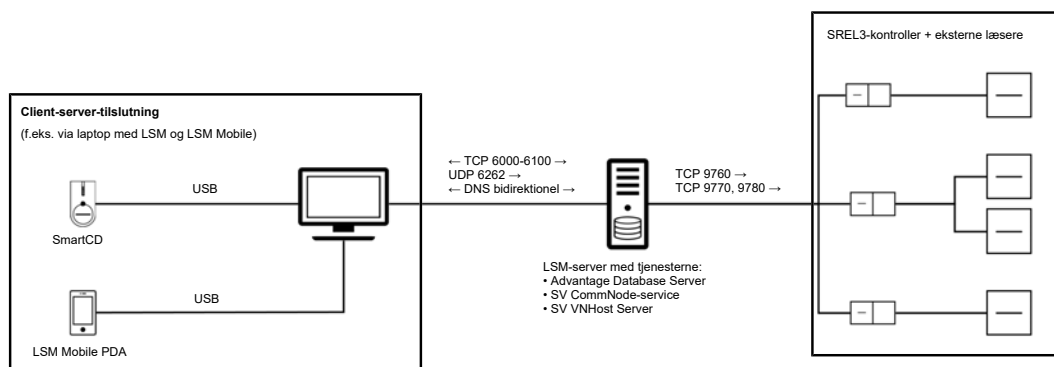 SREL3-kontroller + eksterne læsere
Client-server-tilslutning
(f.eks. via laptop med LSM og LSM Mobile)
USB
SmartCD
USB
LSM Mobile PDA
← TCP 6000-6100 →
UDP 6262 →
← DNS bidirektionel →
TCP 9760 →
TCP 9770, 9780 →
LSM-server med tjenesterne:
• Advantage Database Server
• SV CommNode-service
• SV VNHost Server